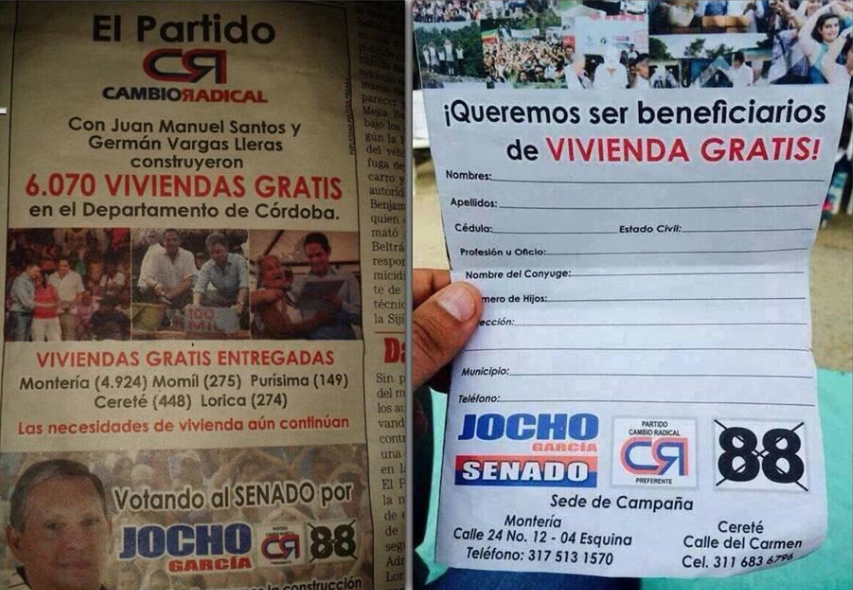 El Partido
CR
CAMBIO RADICAL
Con Juan Manuel Santos y
Germán Vargas Lleras
construyeron
6.070 VIVIENDAS GRATIS
en el Departamento de Córdoba.
VIVIENDAS GRATIS ENTREGADAS
Montería (4.924) Momíl (275) Purísima (149)
Cereté (448) Lorica (274)
Las necesidades de vivienda aún continúan
Votando al SENADO por
JOCHO
GARCÍA
CR
88
la construcción
¡Queremos ser beneficiarios
de VIVIENDA GRATIS!
Nombres:
Apellidos:
Cédula: Estado Civil:
Profesión u Oficio:
Nombre del Conyuge:
mero de Hijos:
ección:
Municipio:
Teléfono:
JOCHO
GARCÍA
SENADO
PARTIDO
CAMBIO RADICAL
CR
PREFERENTE
88
Sede de Campaña
Montería
Calle 24 No. 12 - 04 Esquina
Teléfono: 317 513 1570
Cereté
Calle del Carmen
Cel. 311 683 6796